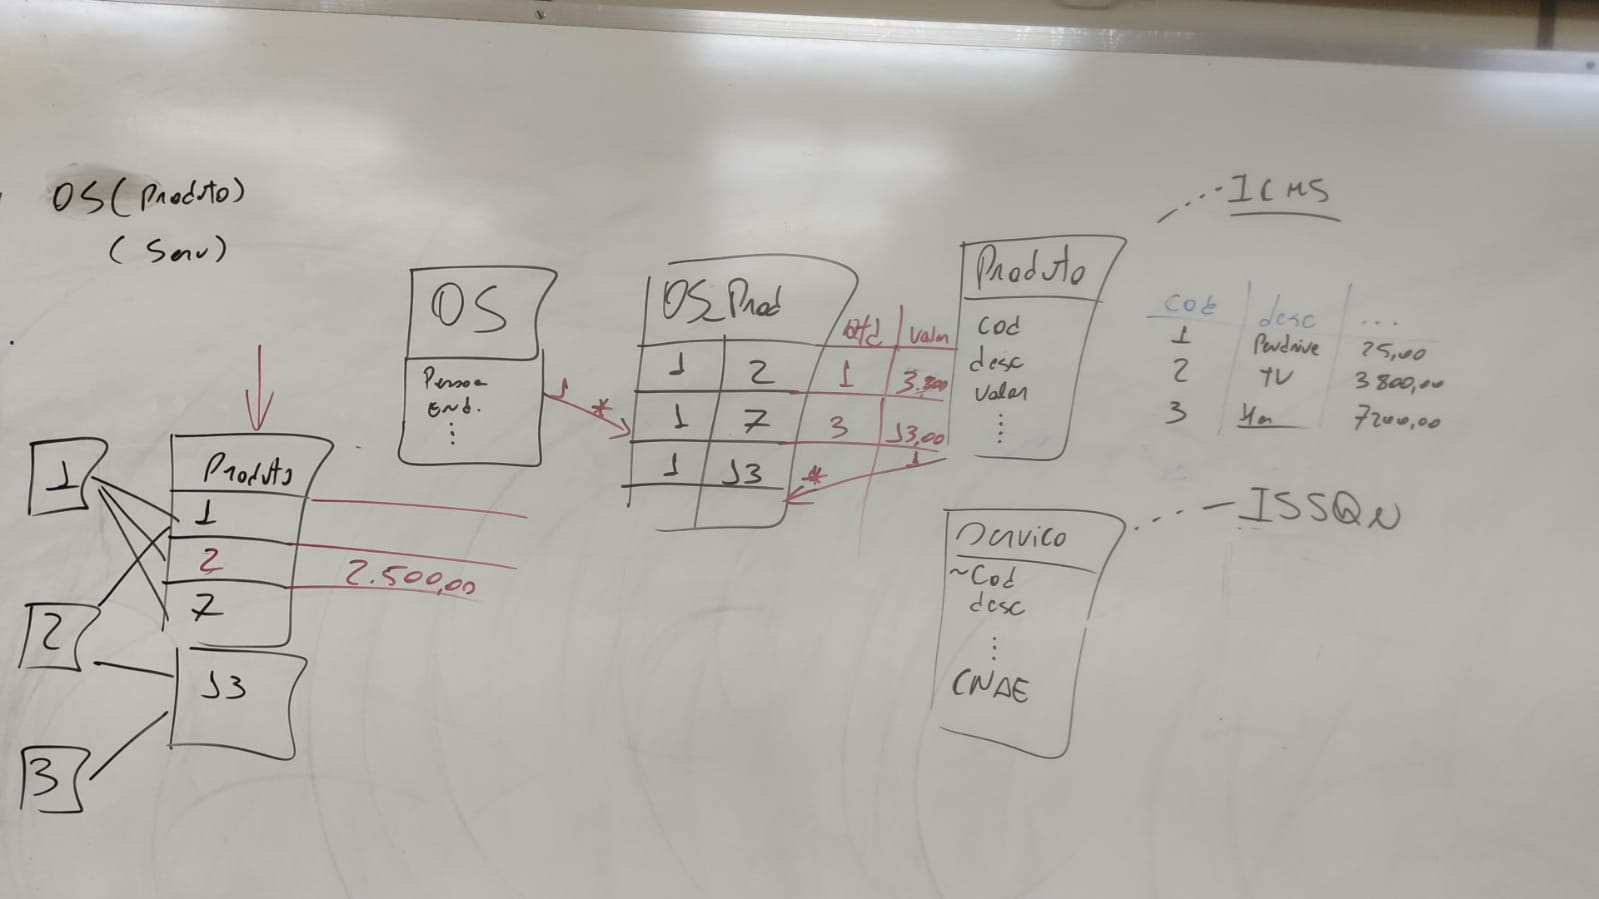 OS (Produto)
(Serv)
1
2
3
Produto
1
2
2.500,00
7
13
OS
Pessoa
End.
⋮
1
*
OS_Prod
Qtd
Valor
1 2 1 3.800
1 7 3 13,00
1 13
*
1
Produto
cod
desc
valor
⋮
ICMS
cod desc ...
1 Pendrive 25,00
2 TV 3800,00
3 7200,00
Servico
~Cod
desc
⋮
CNAE
ISSQN